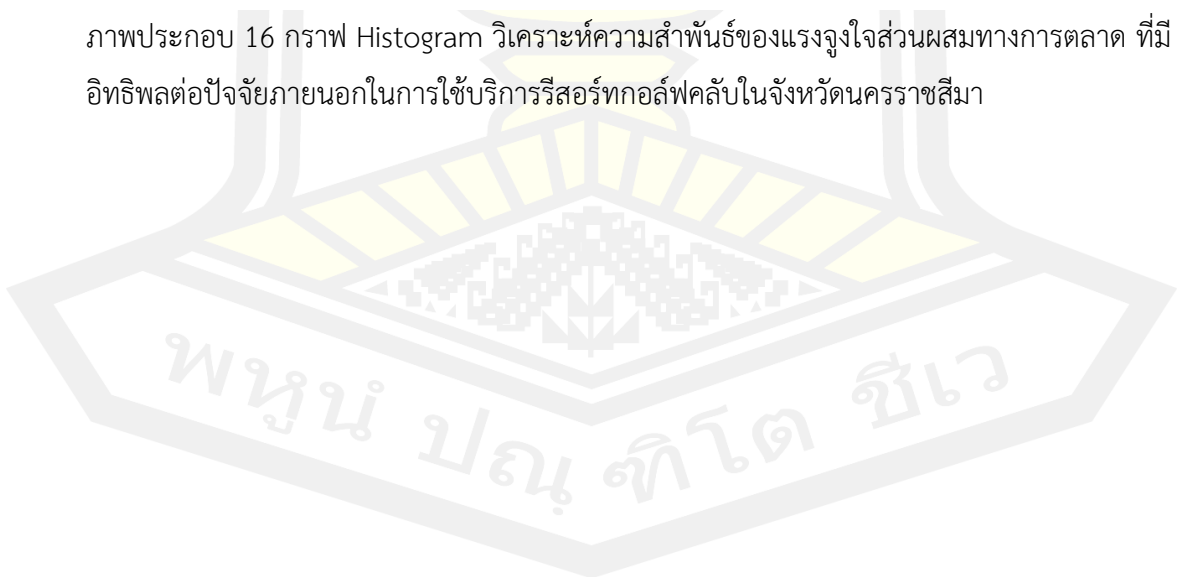 ภาพประกอบ 16 กราฟ Histogram วิเคราะห์ความสำพันธ์ของแรงจูงใจส่วนผสมทางการตลาด ที่มี
อิทธิพลต่อปัจจัยภายนอกในการใช้บริการรีสอร์ทกอล์ฟคลับในจังหวัดนครราชสีมา
พหูนํ ปณฺฑิโต ชีเว